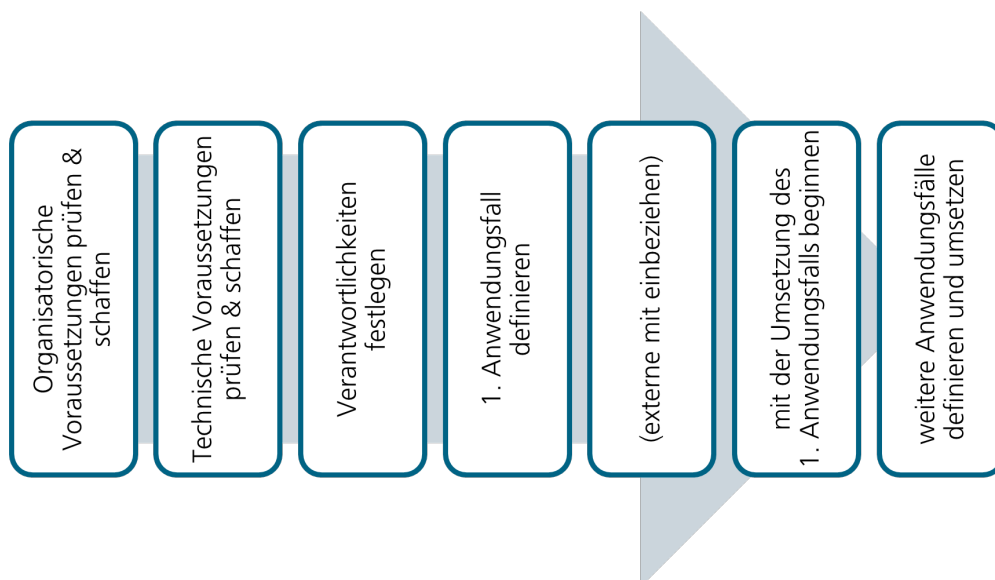 Organisatorische
Voraussetzungen prüfen &
schaffen
Technische Voraussetzungen
prüfen & schaffen
Verantwortlichkeiten
festlegen
1. Anwendungsfall
definieren
(externe mit einbeziehen)
mit der Umsetzung des
1. Anwendungsfalls beginnen
weitere Anwendungsfälle
definieren und umsetzen